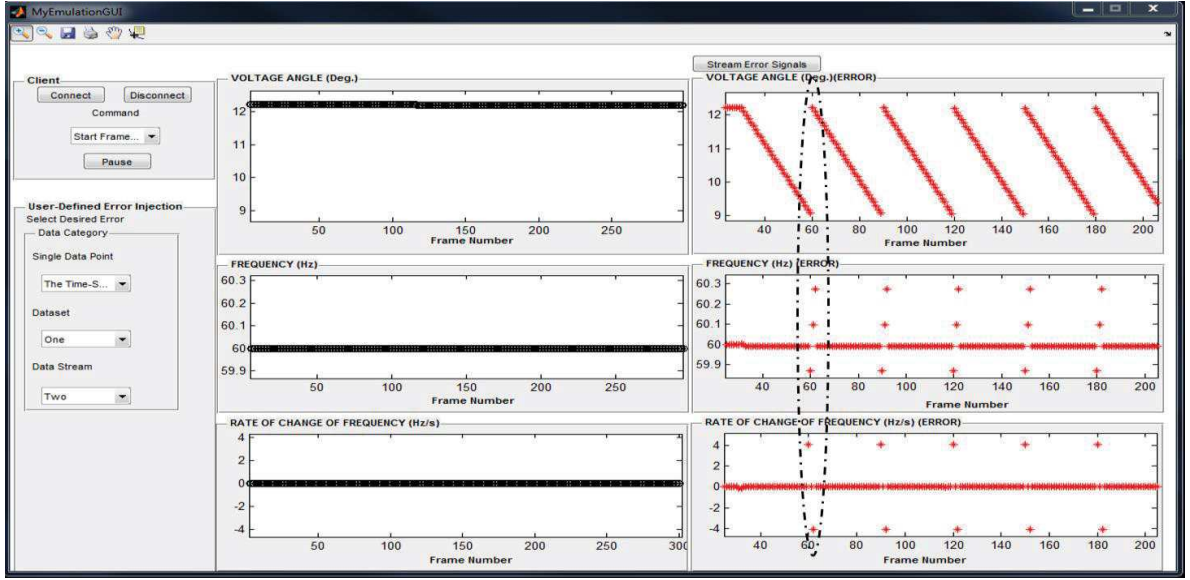 MyEmulationGUI
Client
Connect Disconnect
Command
Start Frame...
Pause
User-Defined Error Injection
Select Desired Error
Data Category
Single Data Point
The Time-S...
Dataset
One
Data Stream
Two
VOLTAGE ANGLE (Deg.)
12
11
10
9
50 100 150 200 250
Frame Number
FREQUENCY (Hz)
60.3
60.2
60.1
60
59.9
50 100 150 200 250
Frame Number
RATE OF CHANGE OF FREQUENCY (Hz/s)
4
2
0
-2
-4
50 100 150 200 250 300
Frame Number
Stream Error Signals
VOLTAGE ANGLE (Deg.)(ERROR)
12
11
10
9
40 60 80 100 120 140 160 180 200
Frame Number
FREQUENCY (Hz) (ERROR)
60.3
60.2
60.1
60
59.9
40 60 80 100 120 140 160 180 200
Frame Number
RATE OF CHANGE OF FREQUENCY (Hz/s) (ERROR)
4
2
0
-2
-4
40 60 80 100 120 140 160 180 200
Frame Number